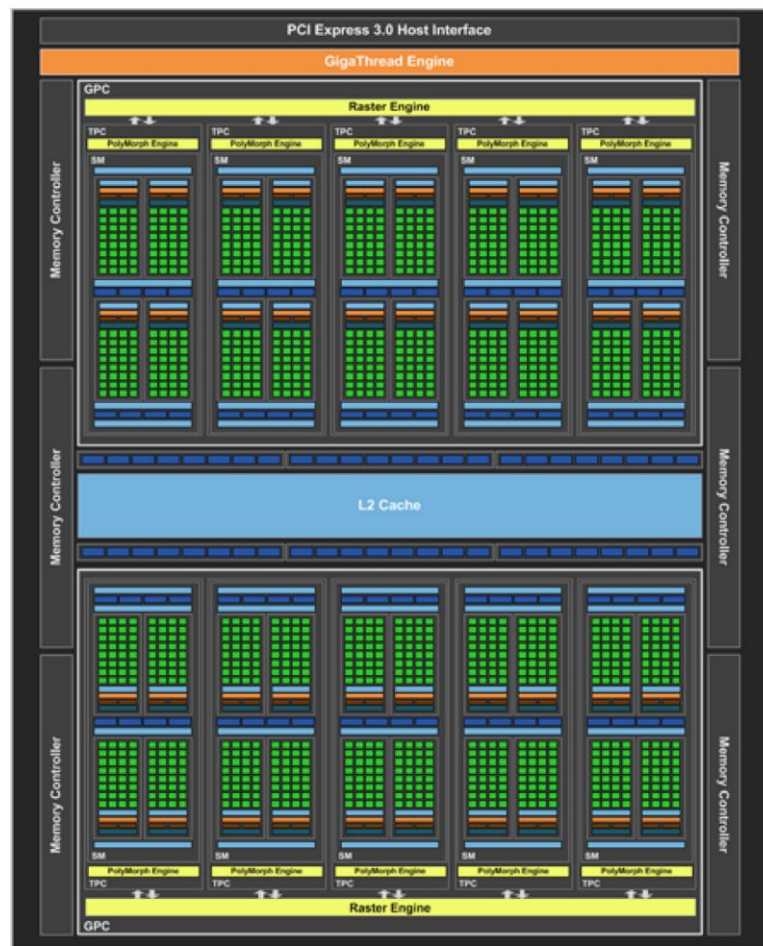 PCI Express 3.0 Host Interface
GigaThread Engine
GPC
Raster Engine
TPC TPC TPC TPC TPC
PolyMorph Engine PolyMorph Engine PolyMorph Engine PolyMorph Engine PolyMorph Engine
SM SM SM SM SM
Memory Controller
Memory Controller
Memory Controller
L2 Cache
Memory Controller
Memory Controller
Memory Controller
SM SM SM SM SM
PolyMorph Engine PolyMorph Engine PolyMorph Engine PolyMorph Engine PolyMorph Engine
TPC TPC TPC TPC TPC
Raster Engine
GPC